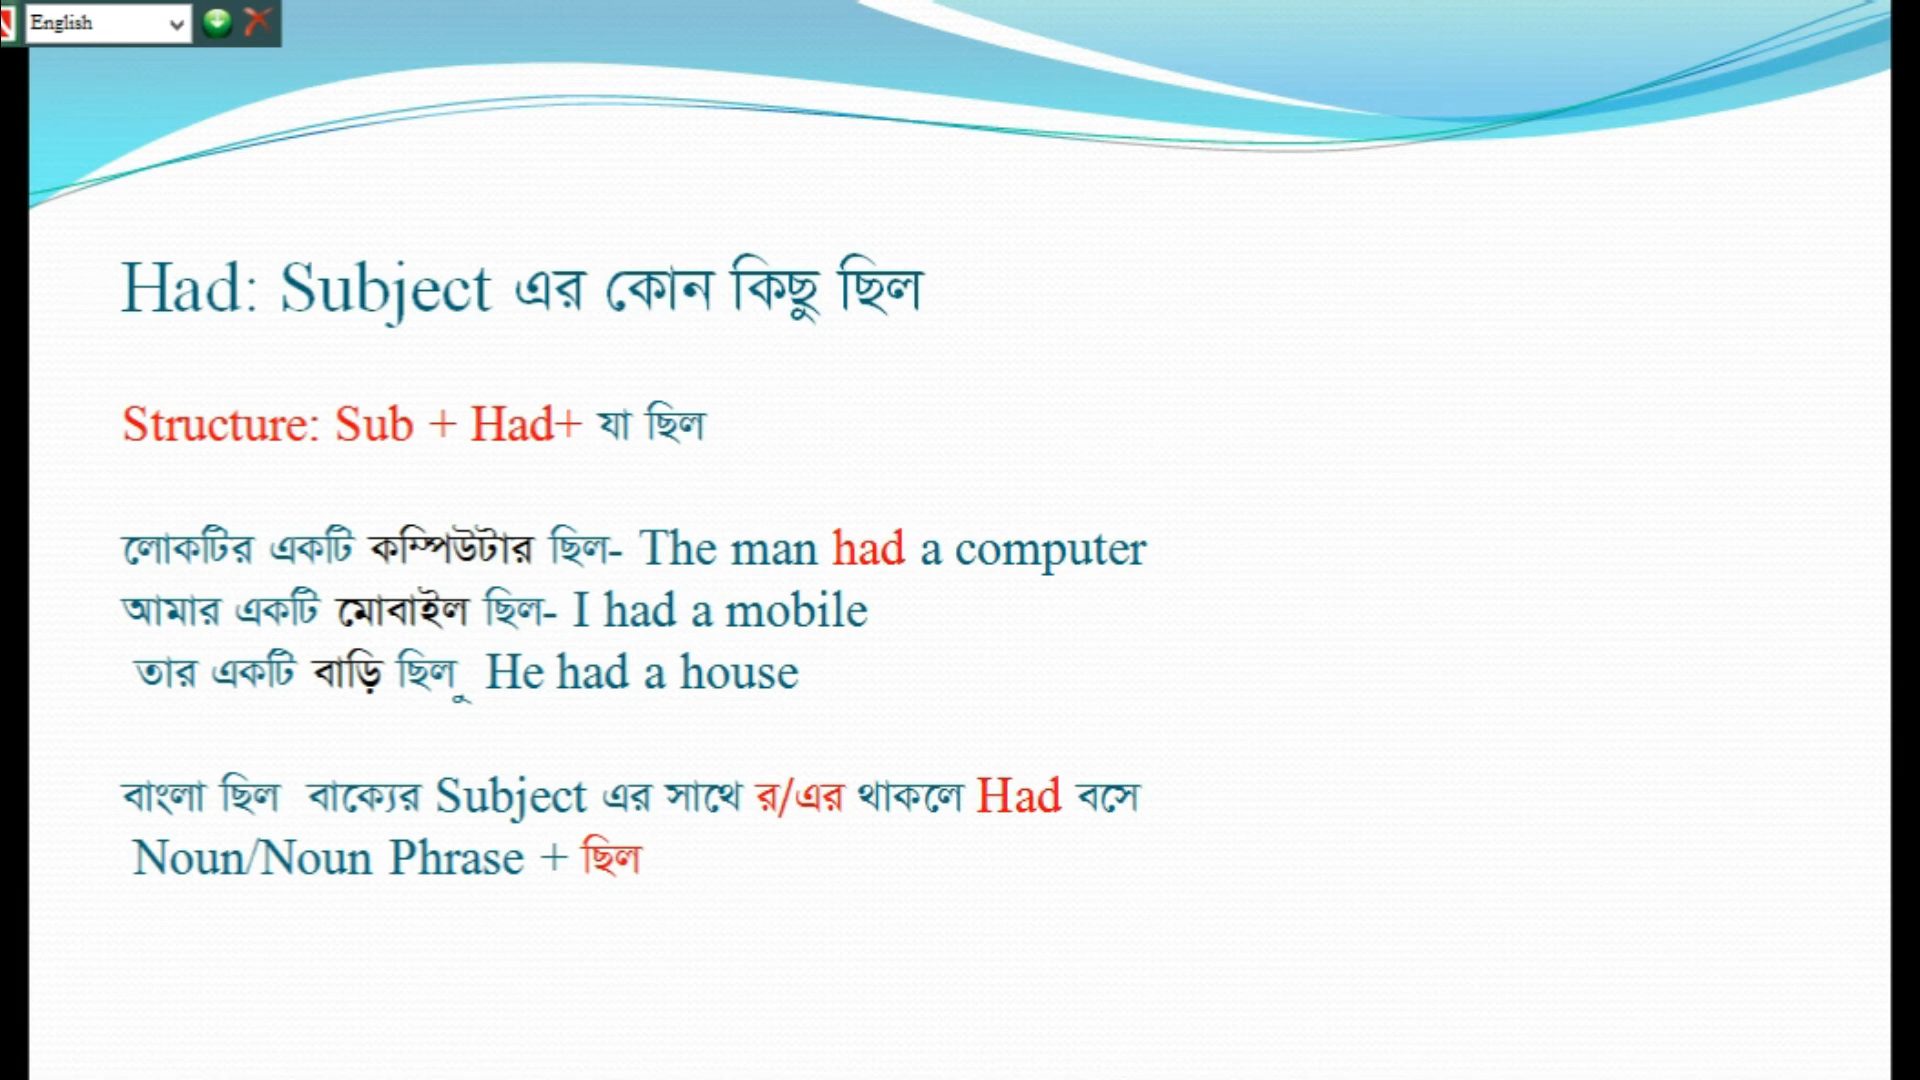 English
Had: Subject এর কোন কিছু ছিল
Structure: Sub + Had+ যা ছিল
লোকটির একটি কম্পিউটার ছিল- The man had a computer
আমার একটি মোবাইল ছিল- I had a mobile
তার একটি বাড়ি ছিল ু He had a house
বাংলা ছিল বাক্যের Subject এর সাথে র/এর থাকলে Had বসে
Noun/Noun Phrase + ছিল